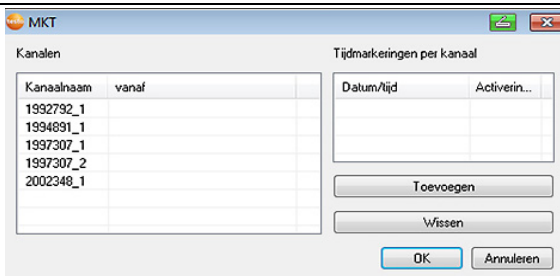 MKT
Kanalen
Kanaalnaam vanaf
1992792_1
1994891_1
1997307_1
1997307_2
2002348_1
Tijdmarkeringen per kanaal
Datum/tijd Activerin...
Toevoegen
Wissen
OK Annuleren